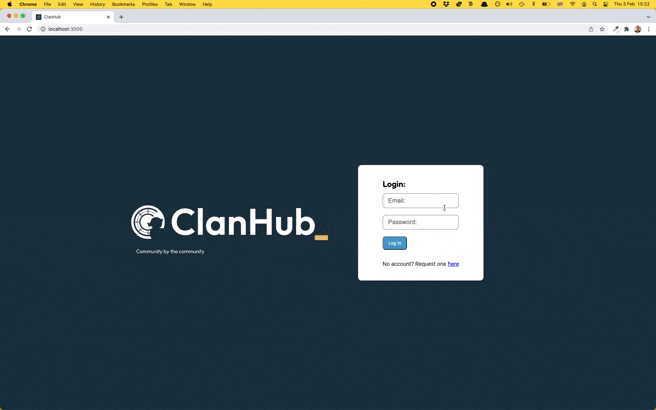 Chrome File Edit View History Bookmarks Profiles Tab Window Help Thu 3 Feb 15:22
ClanHub
localhost:3000
ClanHub_
Community by the community
Login:
Email:
Password:
Log In
No account? Request one here